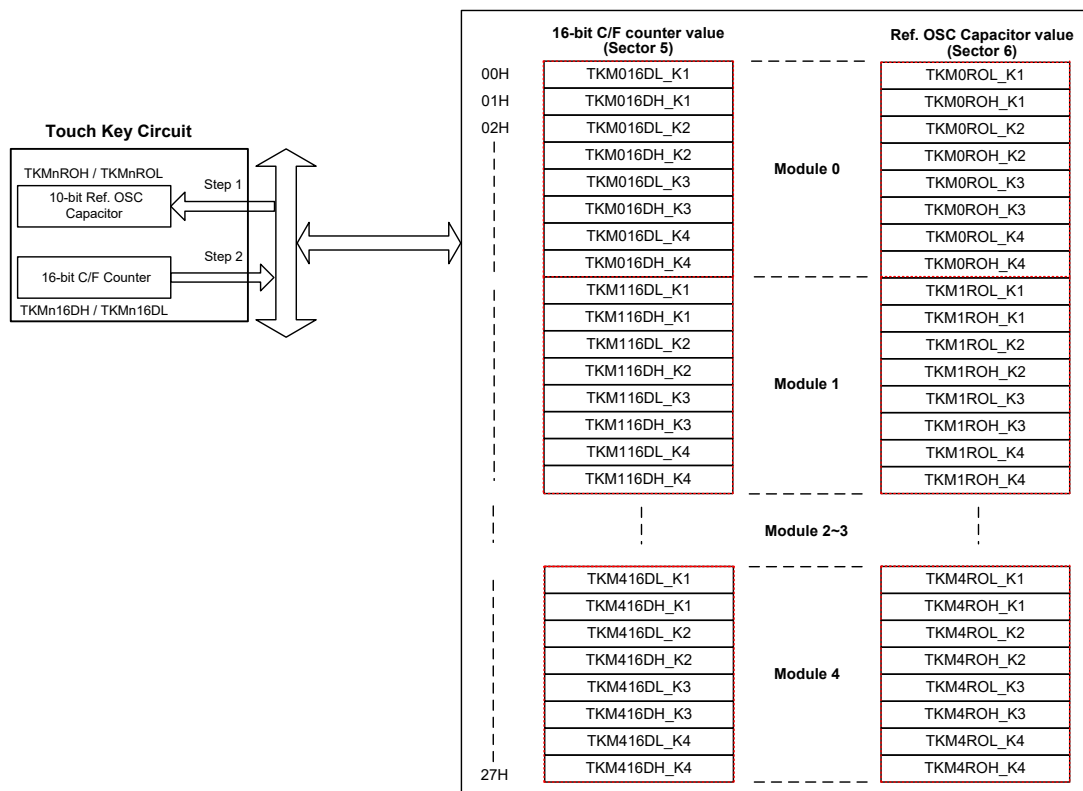 Touch Key Circuit
TKMnROH / TKMnROL
10-bit Ref. OSC
Capacitor
Step 1
16-bit C/F Counter
Step 2
TKMn16DH / TKMn16DL
16-bit C/F counter value
(Sector 5)
Ref. OSC Capacitor value
(Sector 6)
00H
01H
02H
27H
TKM016DL_K1
TKM016DH_K1
TKM016DL_K2
TKM016DH_K2
TKM016DL_K3
TKM016DH_K3
TKM016DL_K4
TKM016DH_K4
TKM116DL_K1
TKM116DH_K1
TKM116DL_K2
TKM116DH_K2
TKM116DL_K3
TKM116DH_K3
TKM116DL_K4
TKM116DH_K4
TKM416DL_K1
TKM416DH_K1
TKM416DL_K2
TKM416DH_K2
TKM416DL_K3
TKM416DH_K3
TKM416DL_K4
TKM416DH_K4
Module 0
Module 1
Module 2~3
Module 4
TKM0ROL_K1
TKM0ROH_K1
TKM0ROL_K2
TKM0ROH_K2
TKM0ROL_K3
TKM0ROH_K3
TKM0ROL_K4
TKM0ROH_K4
TKM1ROL_K1
TKM1ROH_K1
TKM1ROL_K2
TKM1ROH_K2
TKM1ROL_K3
TKM1ROH_K3
TKM1ROL_K4
TKM1ROH_K4
TKM4ROL_K1
TKM4ROH_K1
TKM4ROL_K2
TKM4ROH_K2
TKM4ROL_K3
TKM4ROH_K3
TKM4ROL_K4
TKM4ROH_K4